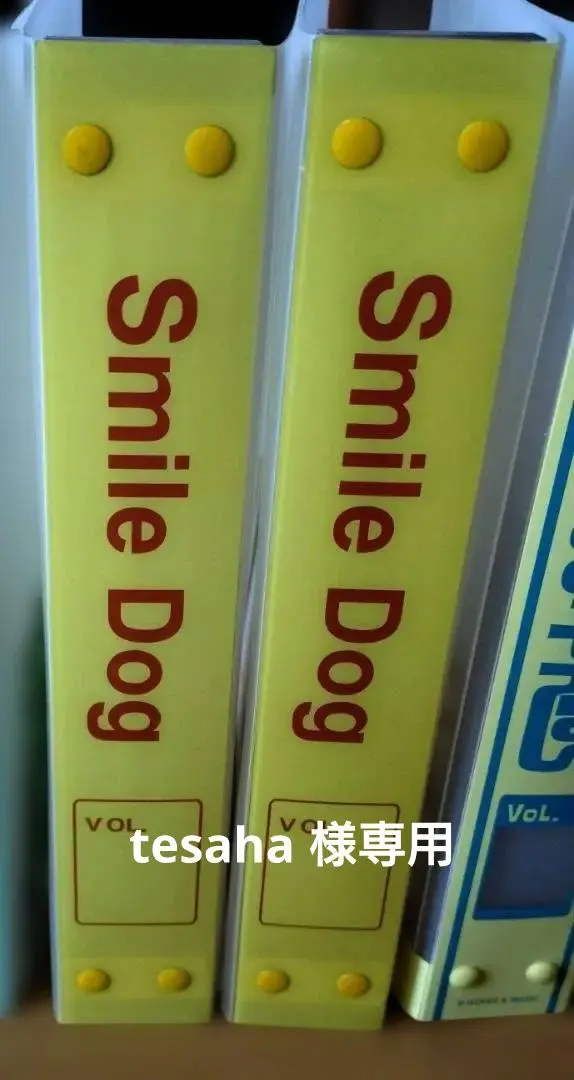 Smile Dog
VOL.
Smile Dog
VOL.
tesaha 様専用
VOL.